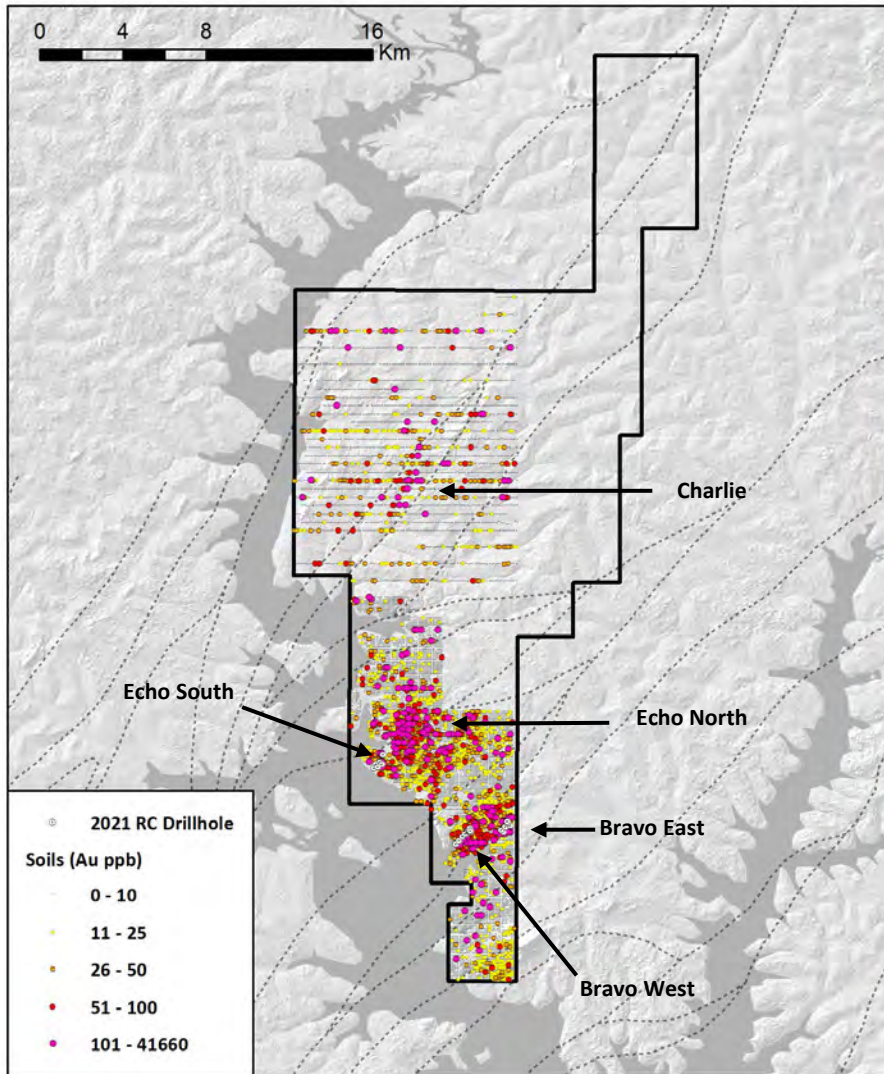 0 4 8 16
Km
Charlie
Echo South
Echo North
Bravo East
Bravo West
2021 RC Drillhole
Soils (Au ppb)
0 - 10
11 - 25
26 - 50
51 - 100
101 - 41660